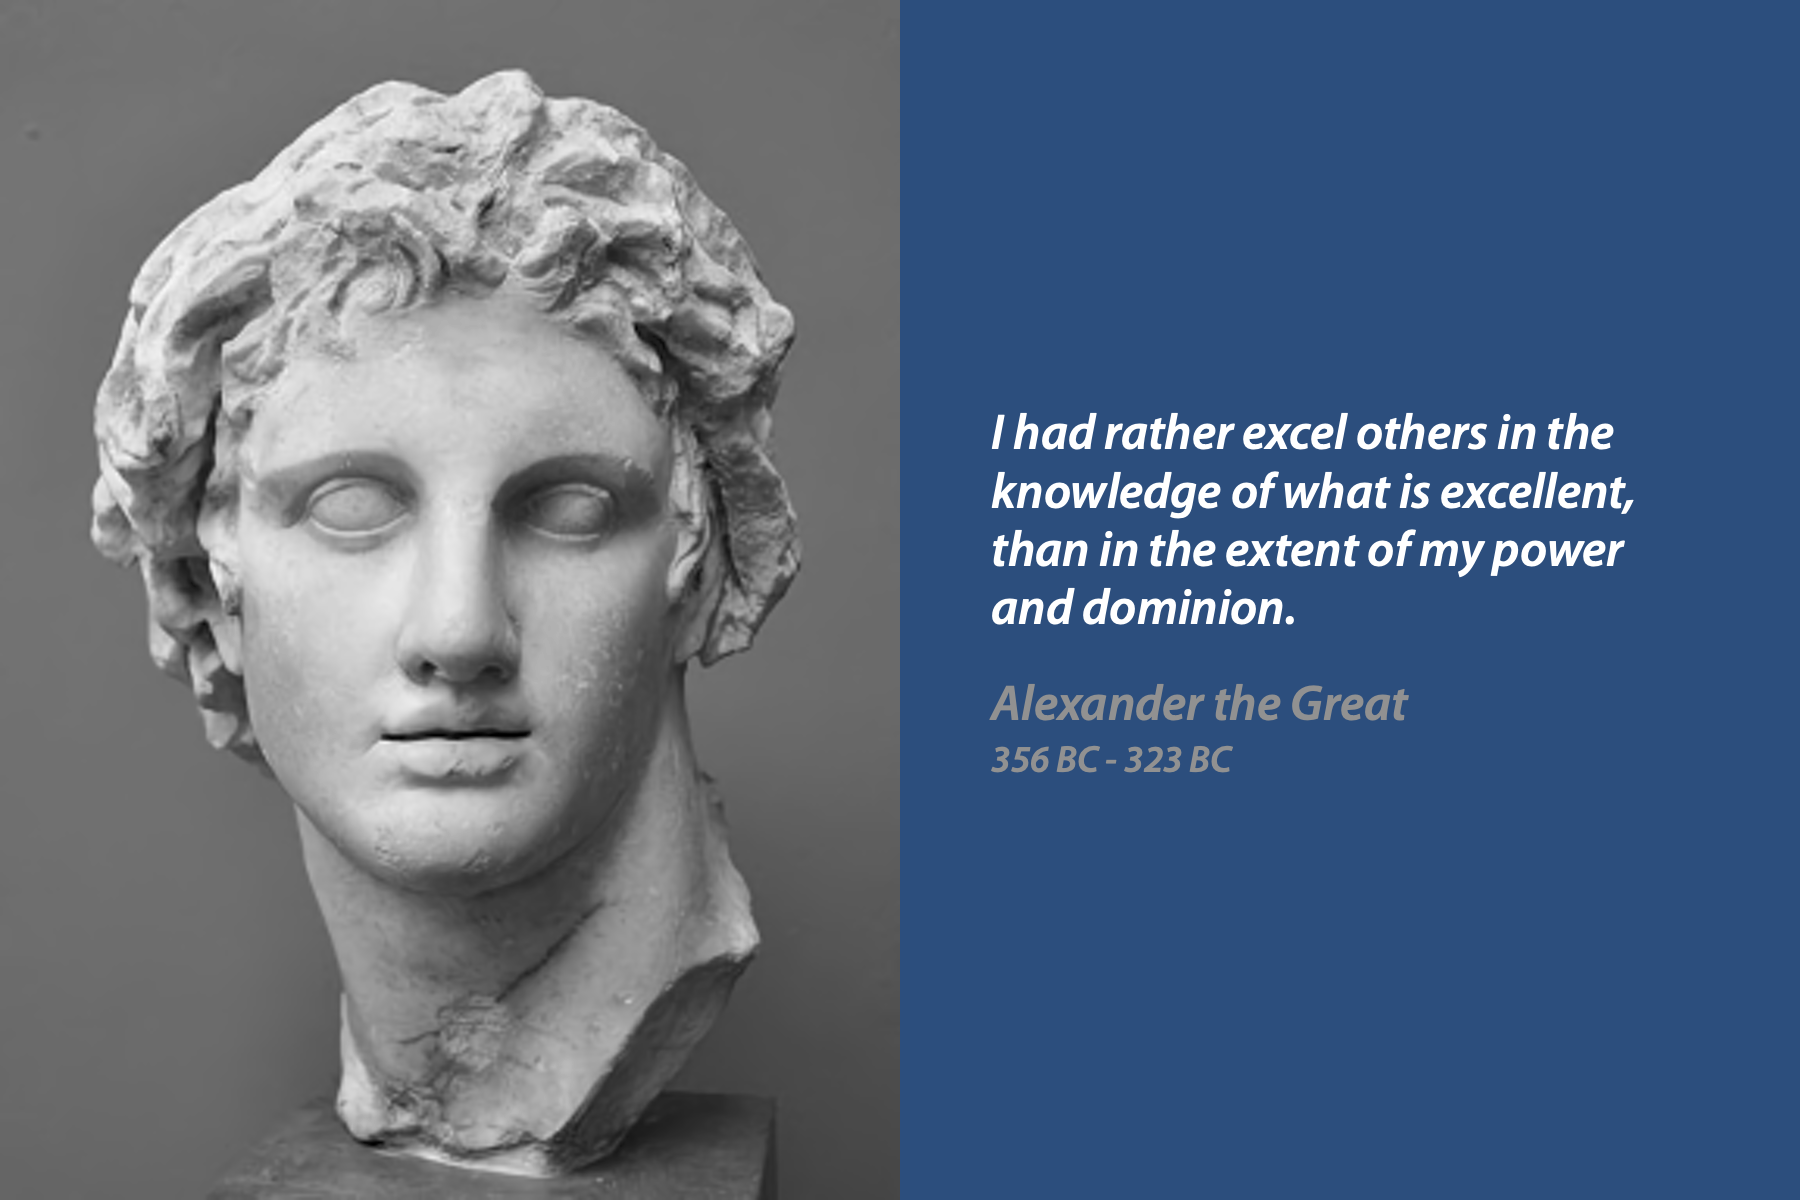 I had rather excel others in the
knowledge of what is excellent,
than in the extent of my power
and dominion.
Alexander the Great
356 BC - 323 BC